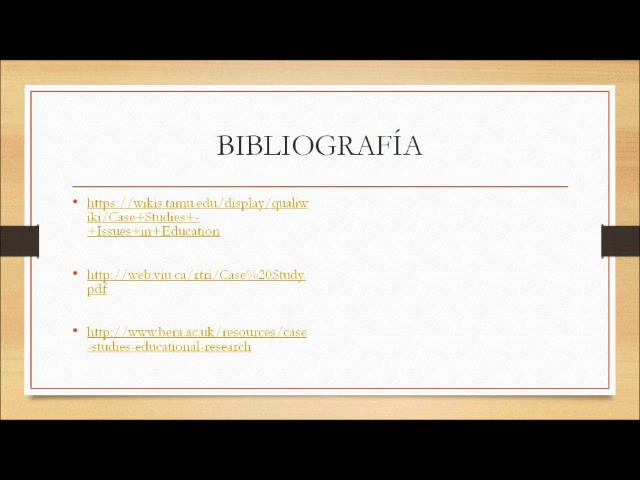 BIBLIOGRAFÍA
https://wikis.tamu.edu/display/qualiw
iki/Case+Studies+-
+Issues+in+Education
http://web.viu.ca/rtri/Case%20Study.
pdf
http://www.bera.ac.uk/resources/case
-studies-educational-research